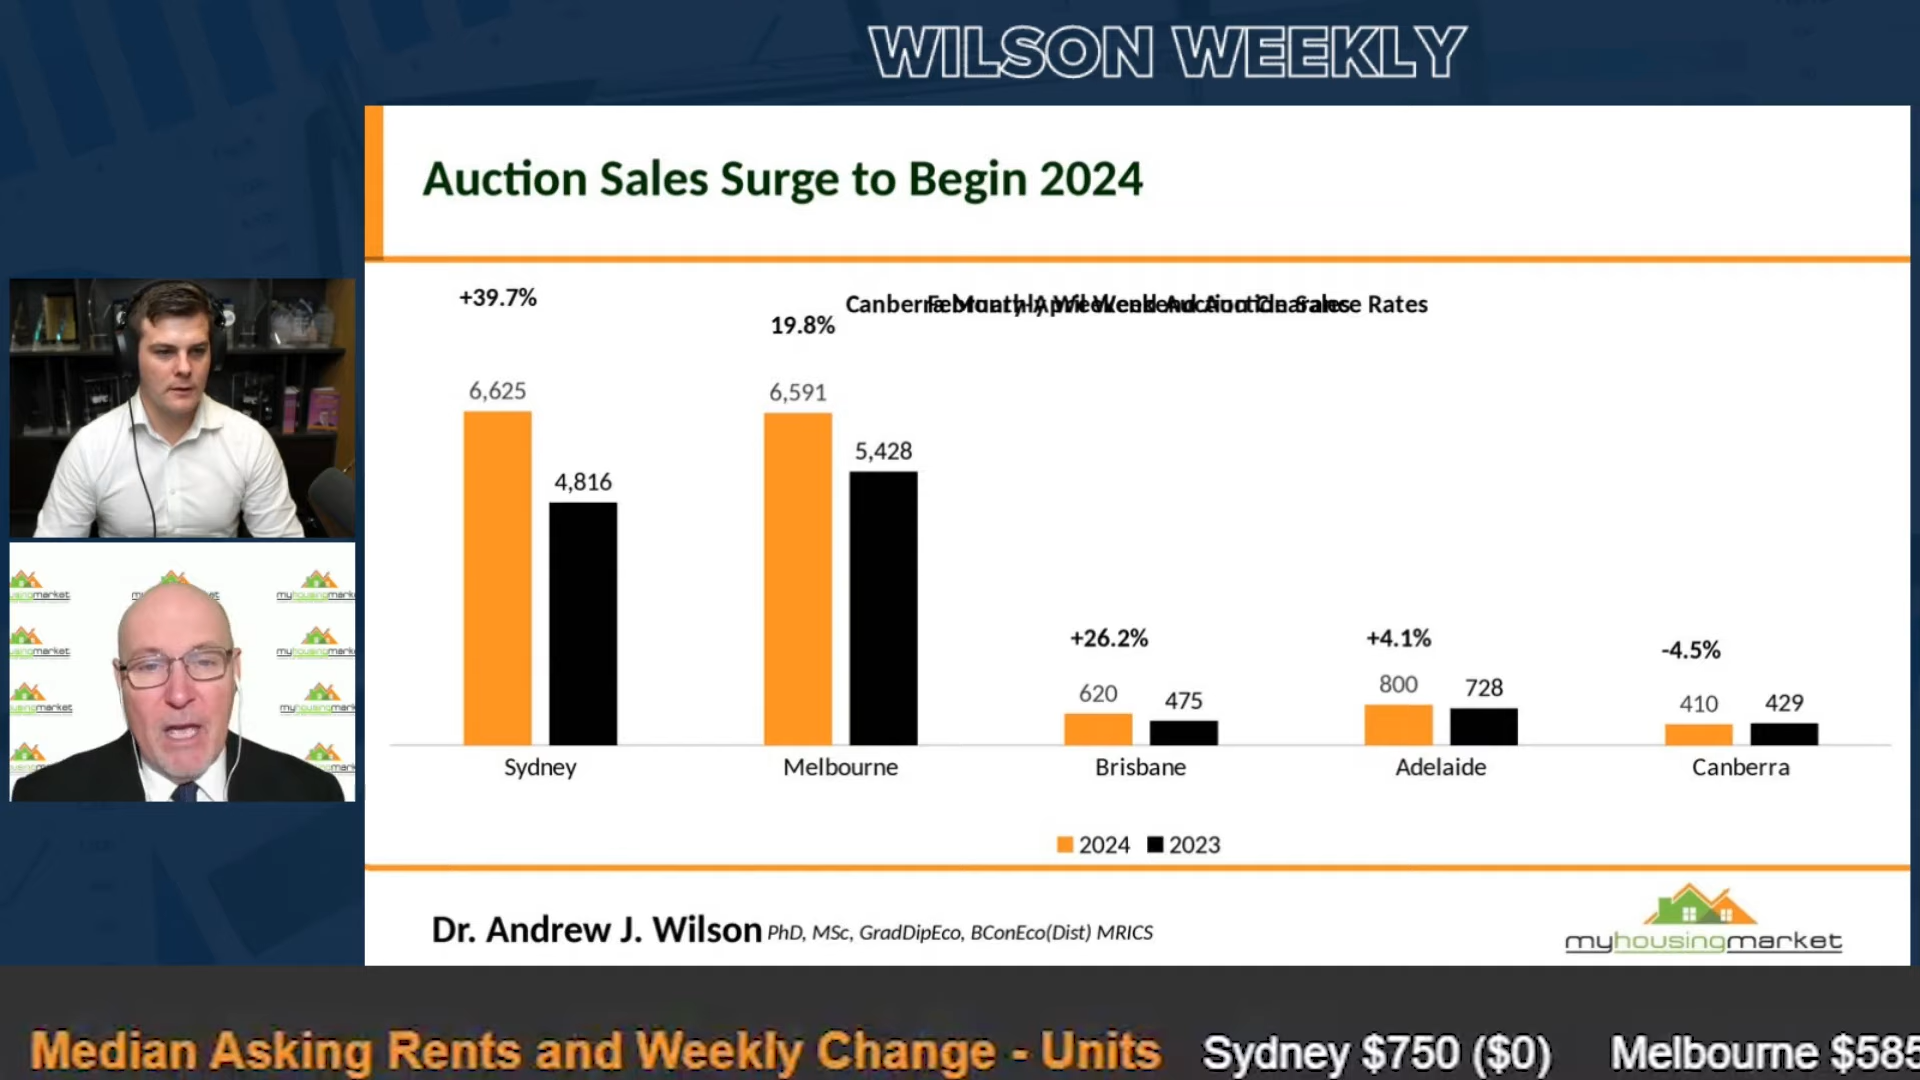 WILSON WEEKLY
Auction Sales Surge to Begin 2024
+39.7%
19.8%
6,625
4,816
6,591
5,428
+26.2%
620
475
+4.1%
800
728
-4.5%
410
429
Sydney
Melbourne
Brisbane
Adelaide
Canberra
2024
2023
Dr. Andrew J. Wilson PhD, MSc, GradDipEco, BConEco(Dist) MRICS
myhousingmarket
Median Asking Rents and Weekly Change - Units Sydney $750 ($0) Melbourne $585